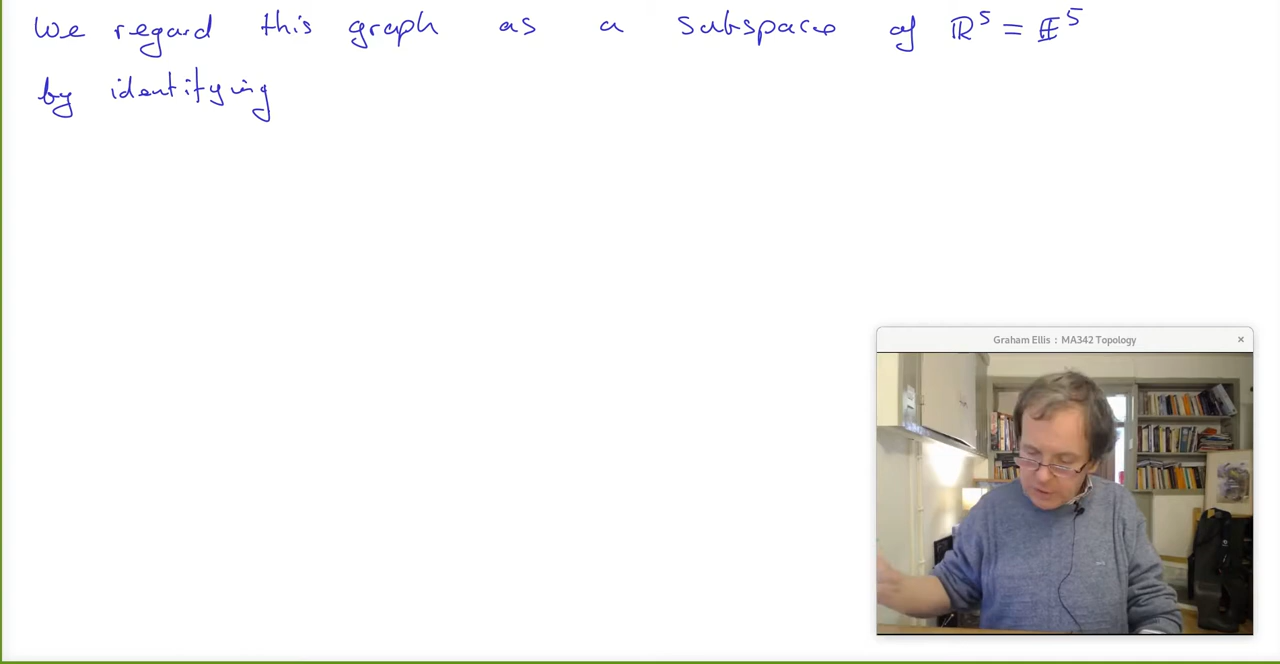 We regard this graph as a subspace of ℝ⁵ = 𝔼⁵
by identifying
Graham Ellis : MA342 Topology
×